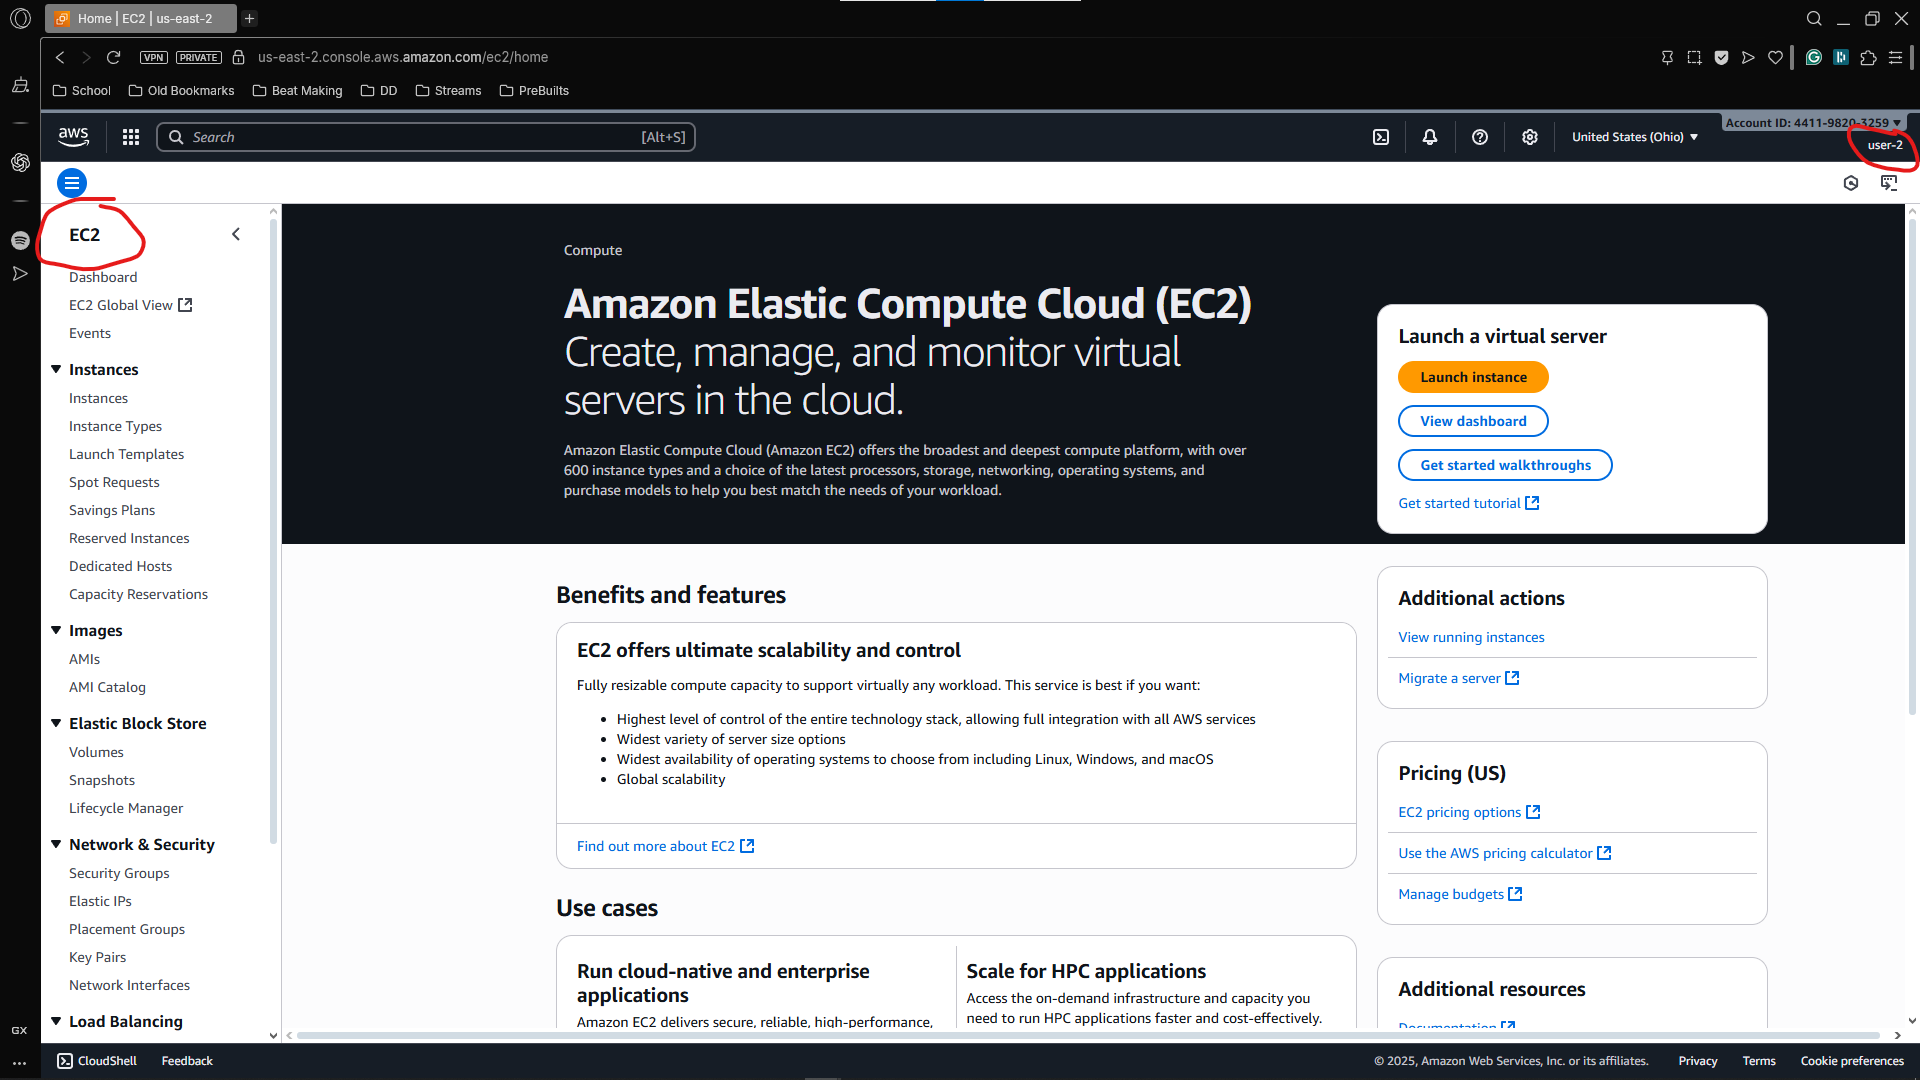 Home | EC2 | us-east-2
VPN PRIVATE us-east-2.console.aws.amazon.com/ec2/home
School Old Bookmarks Beat Making DD Streams PreBuilts
aws Search [Alt+S] United States (Ohio) Account ID: 4411-9820-3259
user-2
EC2
Dashboard
EC2 Global View
Events
Instances
Instances
Instance Types
Launch Templates
Spot Requests
Savings Plans
Reserved Instances
Dedicated Hosts
Capacity Reservations
Images
AMIs
AMI Catalog
Elastic Block Store
Volumes
Snapshots
Lifecycle Manager
Network & Security
Security Groups
Elastic IPs
Placement Groups
Key Pairs
Network Interfaces
Load Balancing
Compute
Amazon Elastic Compute Cloud (EC2)
Create, manage, and monitor virtual
servers in the cloud.
Amazon Elastic Compute Cloud (Amazon EC2) offers the broadest and deepest compute platform, with over
600 instance types and a choice of the latest processors, storage, networking, operating systems, and
purchase models to help you best match the needs of your workload.
Launch a virtual server
Launch instance
View dashboard
Get started walkthroughs
Get started tutorial
Benefits and features
EC2 offers ultimate scalability and control
Fully resizable compute capacity to support virtually any workload. This service is best if you want:
• Highest level of control of the entire technology stack, allowing full integration with all AWS services
• Widest variety of server size options
• Widest availability of operating systems to choose from including Linux, Windows, and macOS
• Global scalability
Find out more about EC2
Use cases
Run cloud-native and enterprise
applications
Amazon EC2 delivers secure, reliable, high-performance,
Scale for HPC applications
Access the on-demand infrastructure and capacity you
need to run HPC applications faster and cost-effectively.
Additional actions
View running instances
Migrate a server
Pricing (US)
EC2 pricing options
Use the AWS pricing calculator
Manage budgets
Additional resources
Documentation
GX
CloudShell Feedback © 2025, Amazon Web Services, Inc. or its affiliates. Privacy Terms Cookie preferences